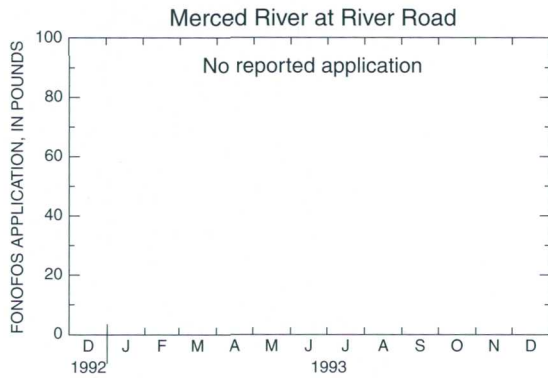 Merced River at River Road
No reported application
FONOFOS APPLICATION, IN POUNDS
100
80
60
40
20
0
D J F M A M J J A S O N D
1992 1993